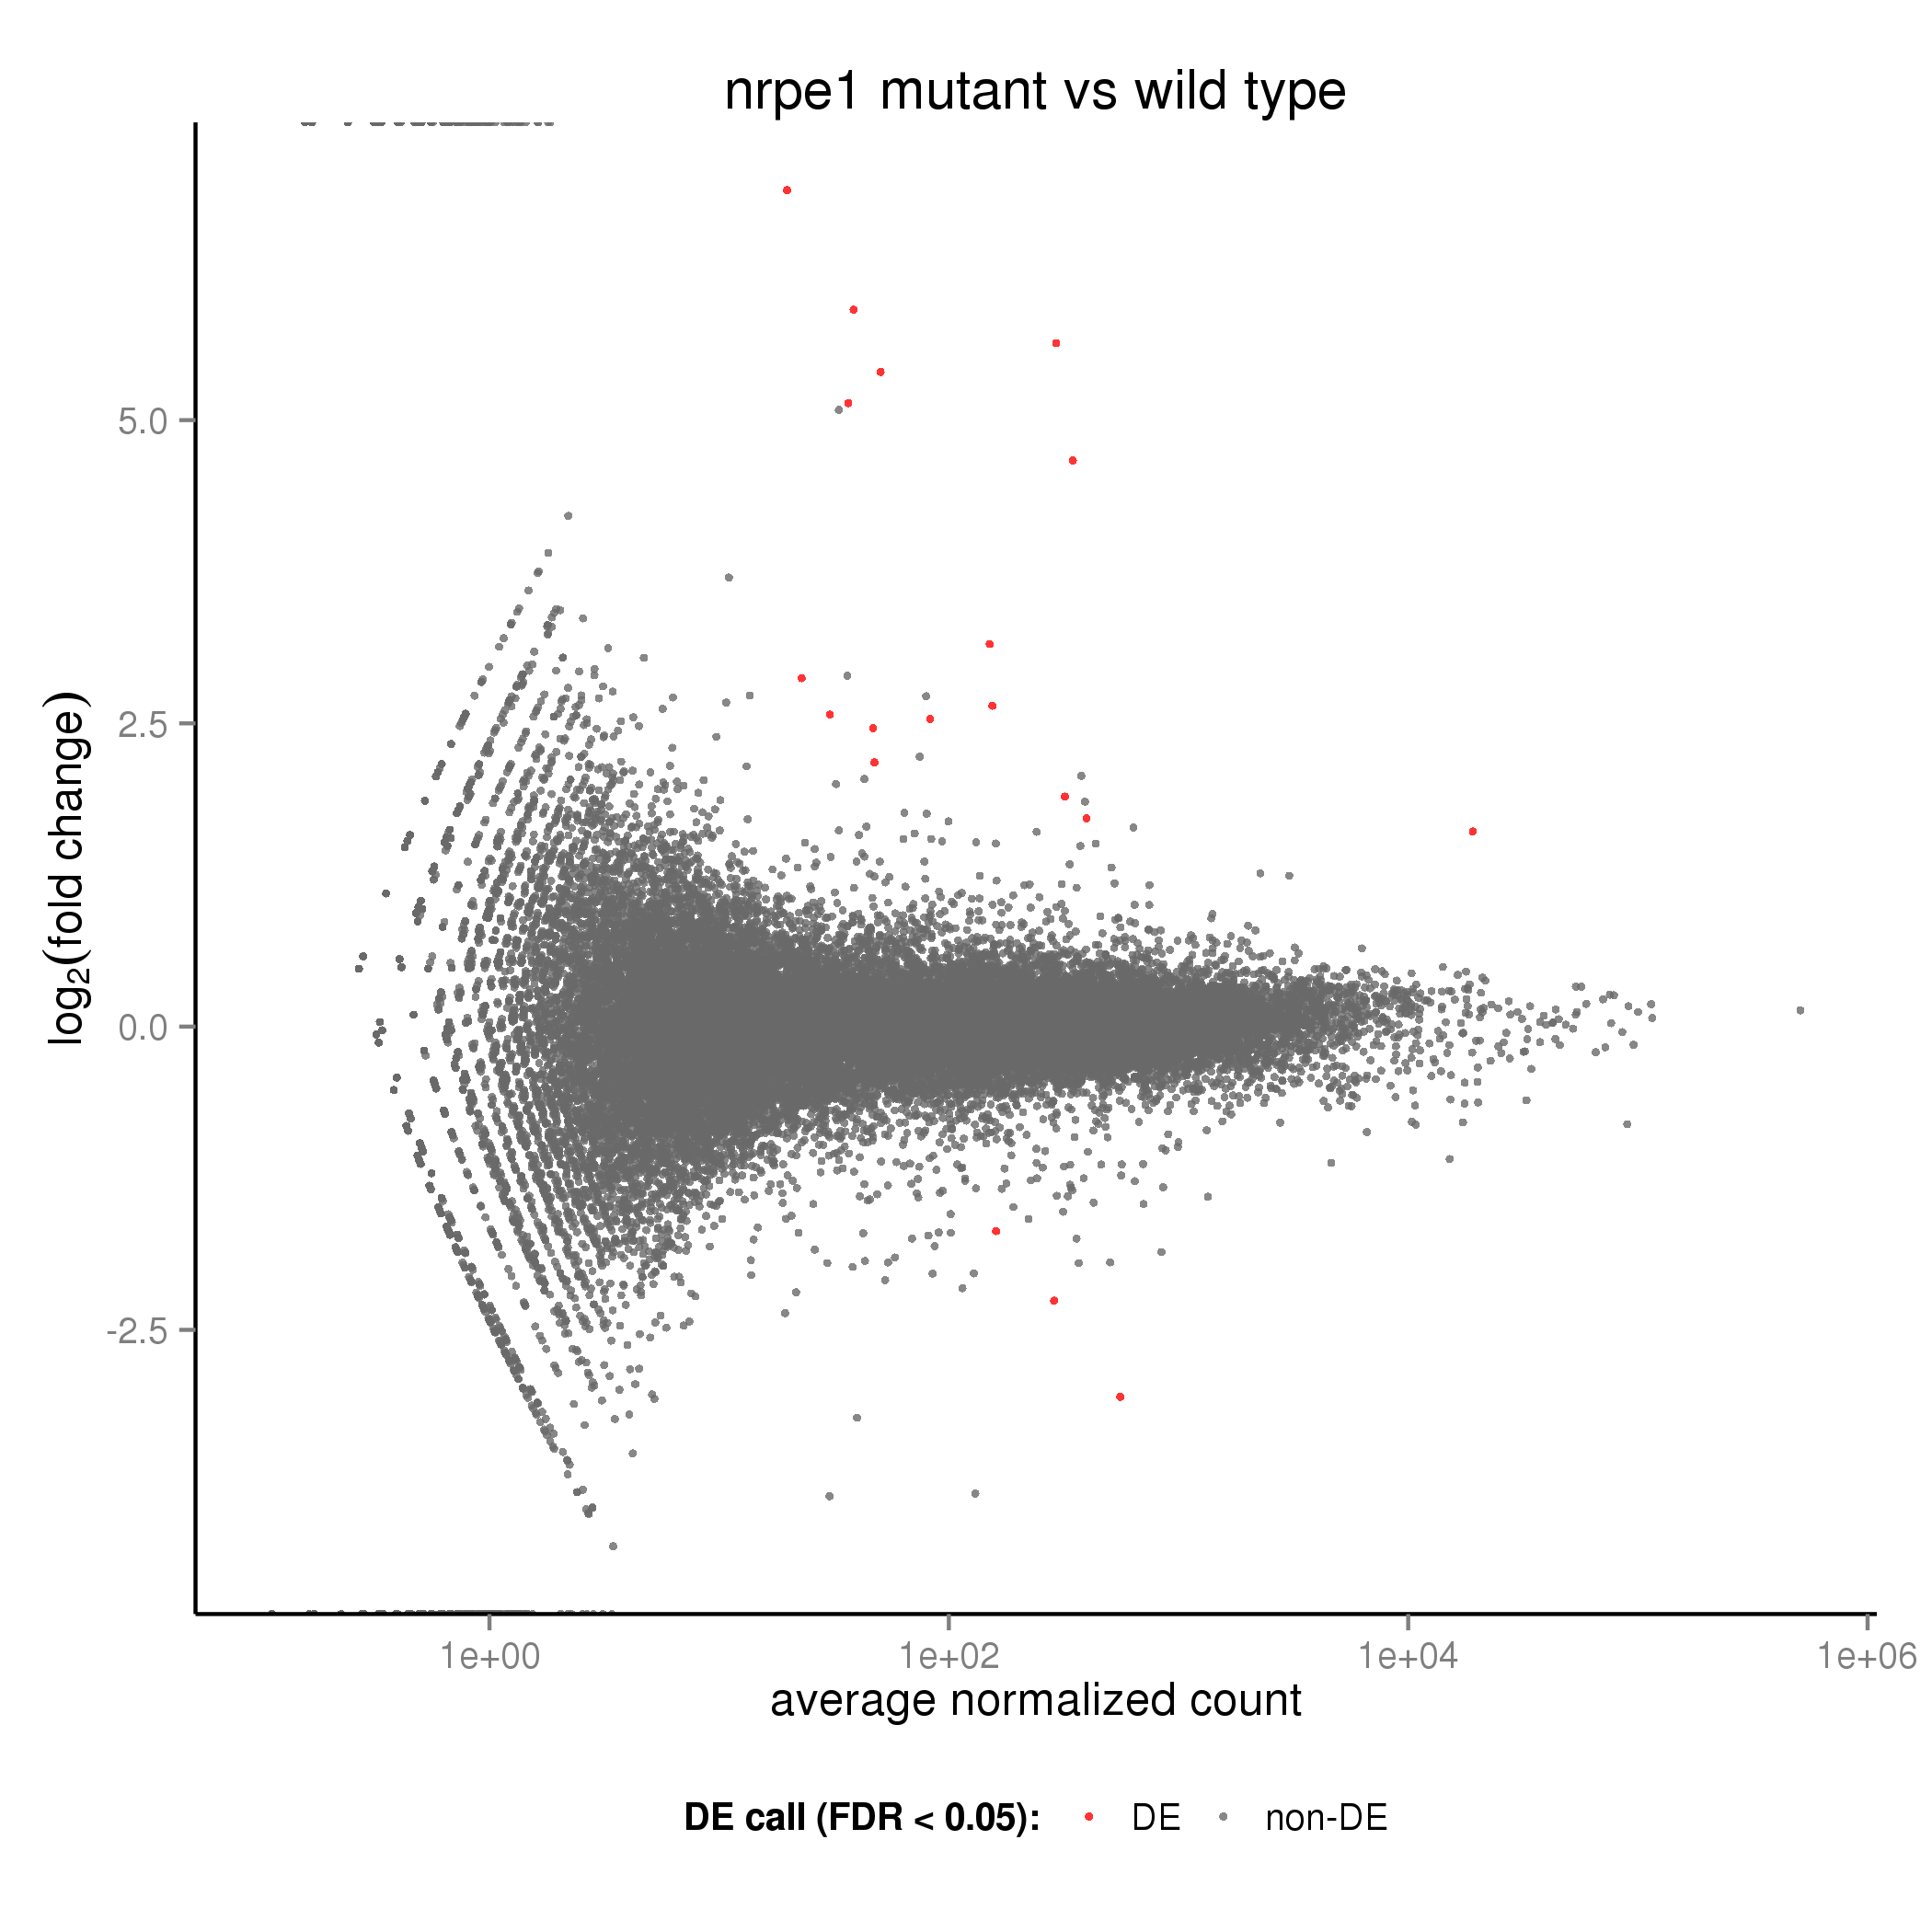 nrpe1 mutant vs wild type
log₂(fold change)
5.0
2.5
0.0
-2.5
1e+00 1e+02 1e+04 1e+06
average normalized count
DE call (FDR < 0.05): DE non-DE